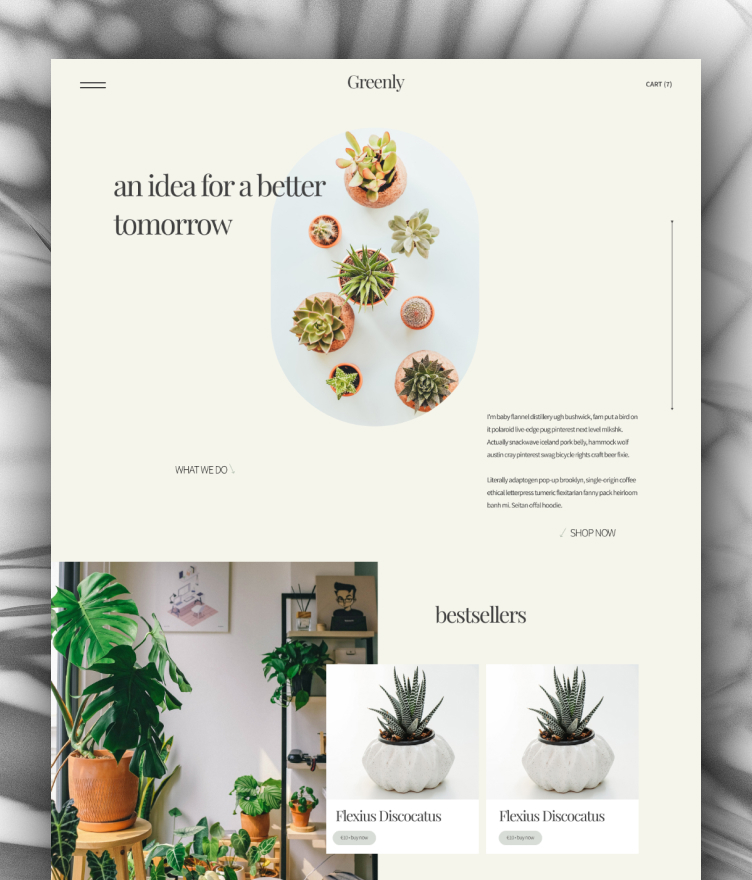 Greenly
CART (7)
an idea for a better
tomorrow
I'm baby flannel distillery ugh bushwick, fam put a bird on
it polaroid live-edge pug pinterest next level mlkshk.
Actually snackwave iceland pork belly, hammock wolf
austin cray pinterest swag bicycle rights craft beer fixie.
Literally adaptogen pop-up brooklyn, single-origin coffee
ethical letterpress tumeric flexitarian fanny pack heirloom
banh mi. Seitan offal hoodie.
WHAT WE DO
SHOP NOW
bestsellers
Flexius Discocatus
€10 • buy now
Flexius Discocatus
€10 • buy now